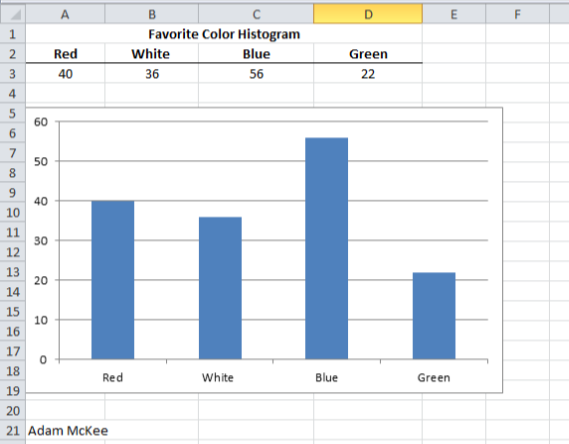 A B C D E F
1 Favorite Color Histogram
2 Red White Blue Green
3 40 36 56 22
4
5
6 60
7
8 50
9
10 40
11
12 30
13 20
14
15
16 10
17
18 0
19 Red White Blue Green
20
21 Adam McKee